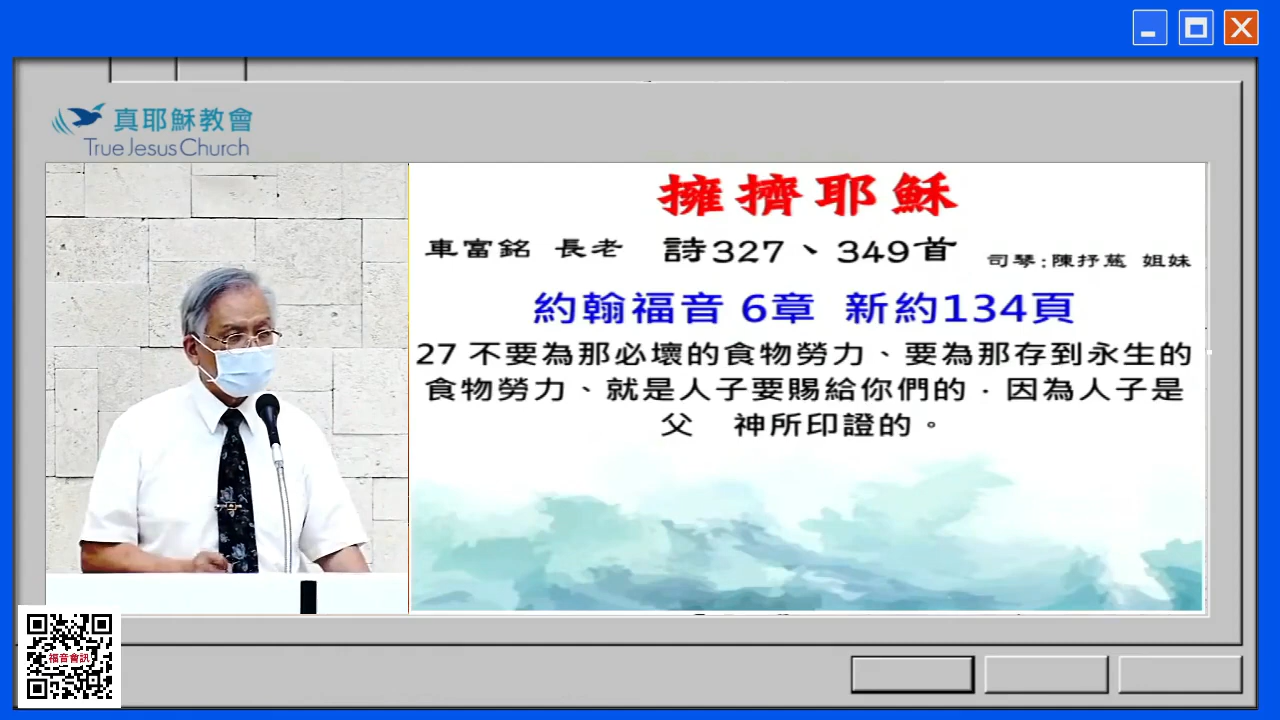 真耶穌教會
True Jesus Church
擁擠耶穌
車富銘 長老 詩327、349首 司琴:陳抒慈 姐妹
約翰福音 6章 新約134頁
27 不要為那必壞的食物勞力、要為那存到永生的
食物勞力、就是人子要賜給你們的．因為人子是
父　神所印證的。
福音會訊